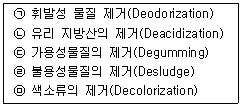 ㉠ 휘발성 물질 제거(Deodorization)
㉡ 유리 지방산의 제거(Deacidization)
㉢ 가용성물질의 제거(Degumming)
㉣ 불용성물질의 제거(Desludge)
㉤ 색소류의 제거(Decolorization)